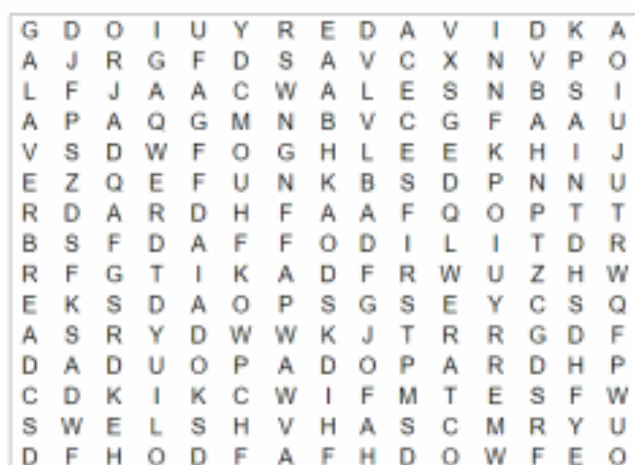 G D O I U Y R E D A V I D K A
A J R G F D S A V C X N V P O
L F J A A C W A L E S N B S I
A P A Q G M N B V C G F A A U
V S D W F O G H L E E K H I J
E Z Q E F U N K B S D P N N U
R D A R D H F A A F Q O P T T
B S F D A F F O D I L I T D R
R F G T I K A D F R W U Z H W
E K S D A O P S G S E Y C S Q
A S R Y D W W K J T R R G D F
D A D U O P A D O P A R D H P
C D K I K C W I F M T E S F W
S W E L S H V H A S C M R Y U
D F H O D F A F H D O W F E O